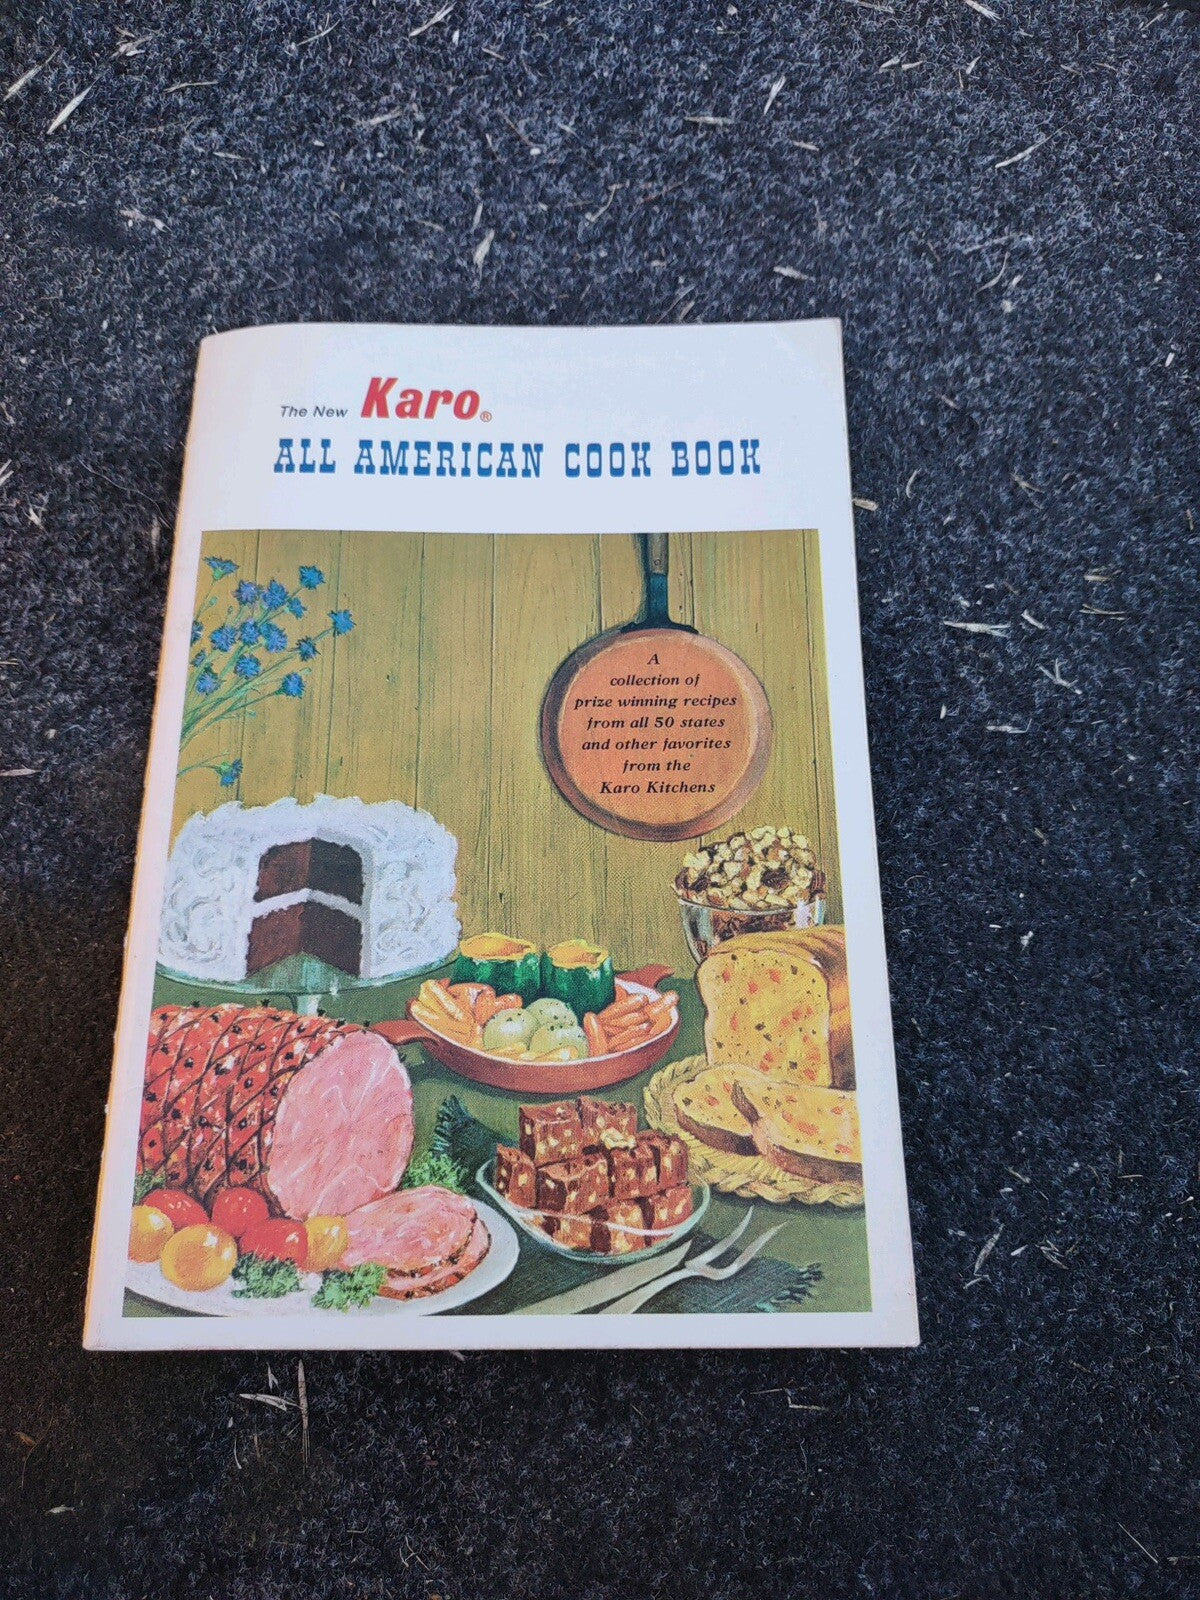 The New Karo®
ALL AMERICAN COOK BOOK
A
collection of
prize winning recipes
from all 50 states
and other favorites
from the
Karo Kitchens